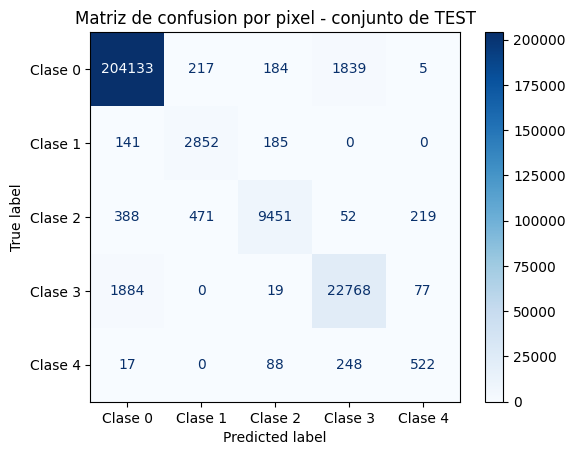 Matriz de confusion por pixel - conjunto de TEST
Clase 0 204133 217 184 1839 5
Clase 1 141 2852 185 0 0
Clase 2 388 471 9451 52 219
Clase 3 1884 0 19 22768 77
Clase 4 17 0 88 248 522
Clase 0 Clase 1 Clase 2 Clase 3 Clase 4
Predicted label
True label
200000
175000
150000
125000
100000
75000
50000
25000
0